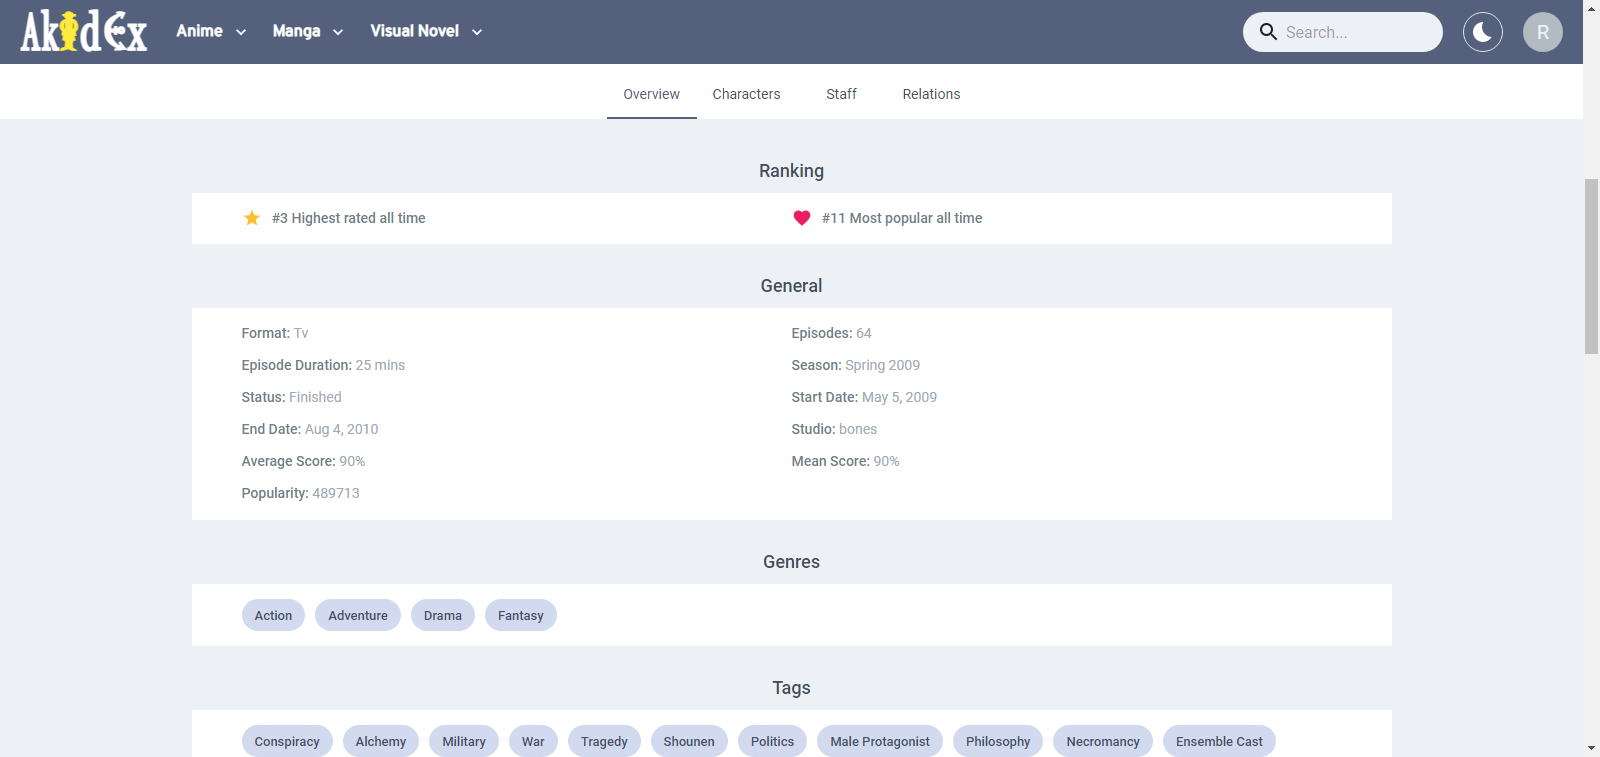 Akidex Anime Manga Visual Novel Search... R
Overview Characters Staff Relations
Ranking
#3 Highest rated all time #11 Most popular all time
General
Format: Tv Episodes: 64
Episode Duration: 25 mins Season: Spring 2009
Status: Finished Start Date: May 5, 2009
End Date: Aug 4, 2010 Studio: bones
Average Score: 90% Mean Score: 90%
Popularity: 489713
Genres
Action Adventure Drama Fantasy
Tags
Conspiracy Alchemy Military War Tragedy Shounen Politics Male Protagonist Philosophy Necromancy Ensemble Cast